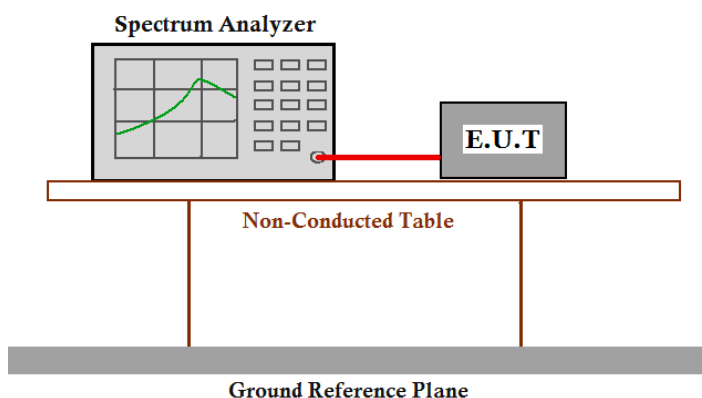 Spectrum Analyzer
E.U.T
Non-Conducted Table
Ground Reference Plane